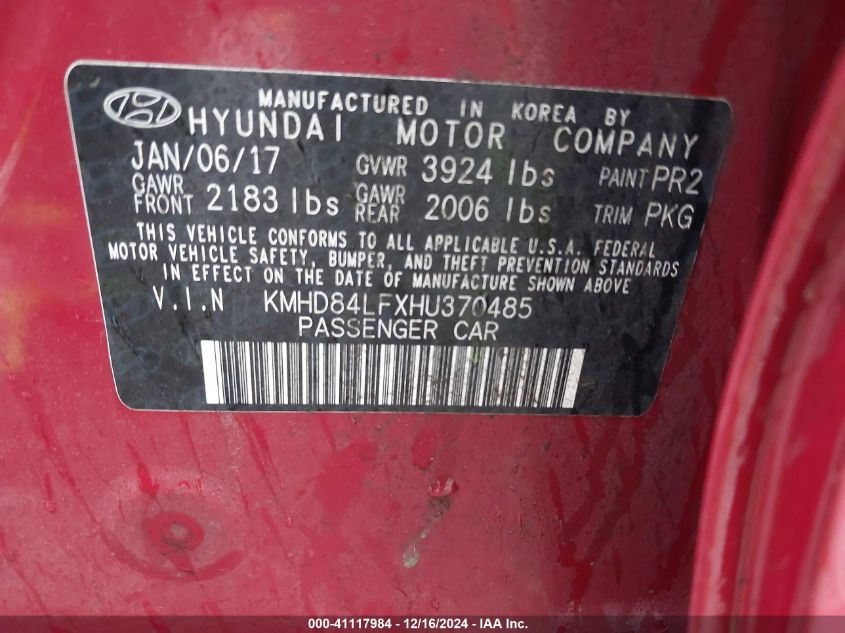 MANUFACTURED IN KOREA BY
HYUNDAI MOTOR COMPANY
JAN/06/17 GVWR 3924 lbs PAINT PR2
GAWR FRONT 2183 lbs GAWR REAR 2006 lbs TRIM PKG
THIS VEHICLE CONFORMS TO ALL APPLICABLE U.S.A. FEDERAL
MOTOR VEHICLE SAFETY, BUMPER, AND THEFT PREVENTION STANDARDS
IN EFFECT ON THE DATE OF MANUFACTURE SHOWN ABOVE
V.I.N KMHD84LFXHU370485
PASSENGER CAR
000-41117984 - 12/16/2024 - IAA Inc.